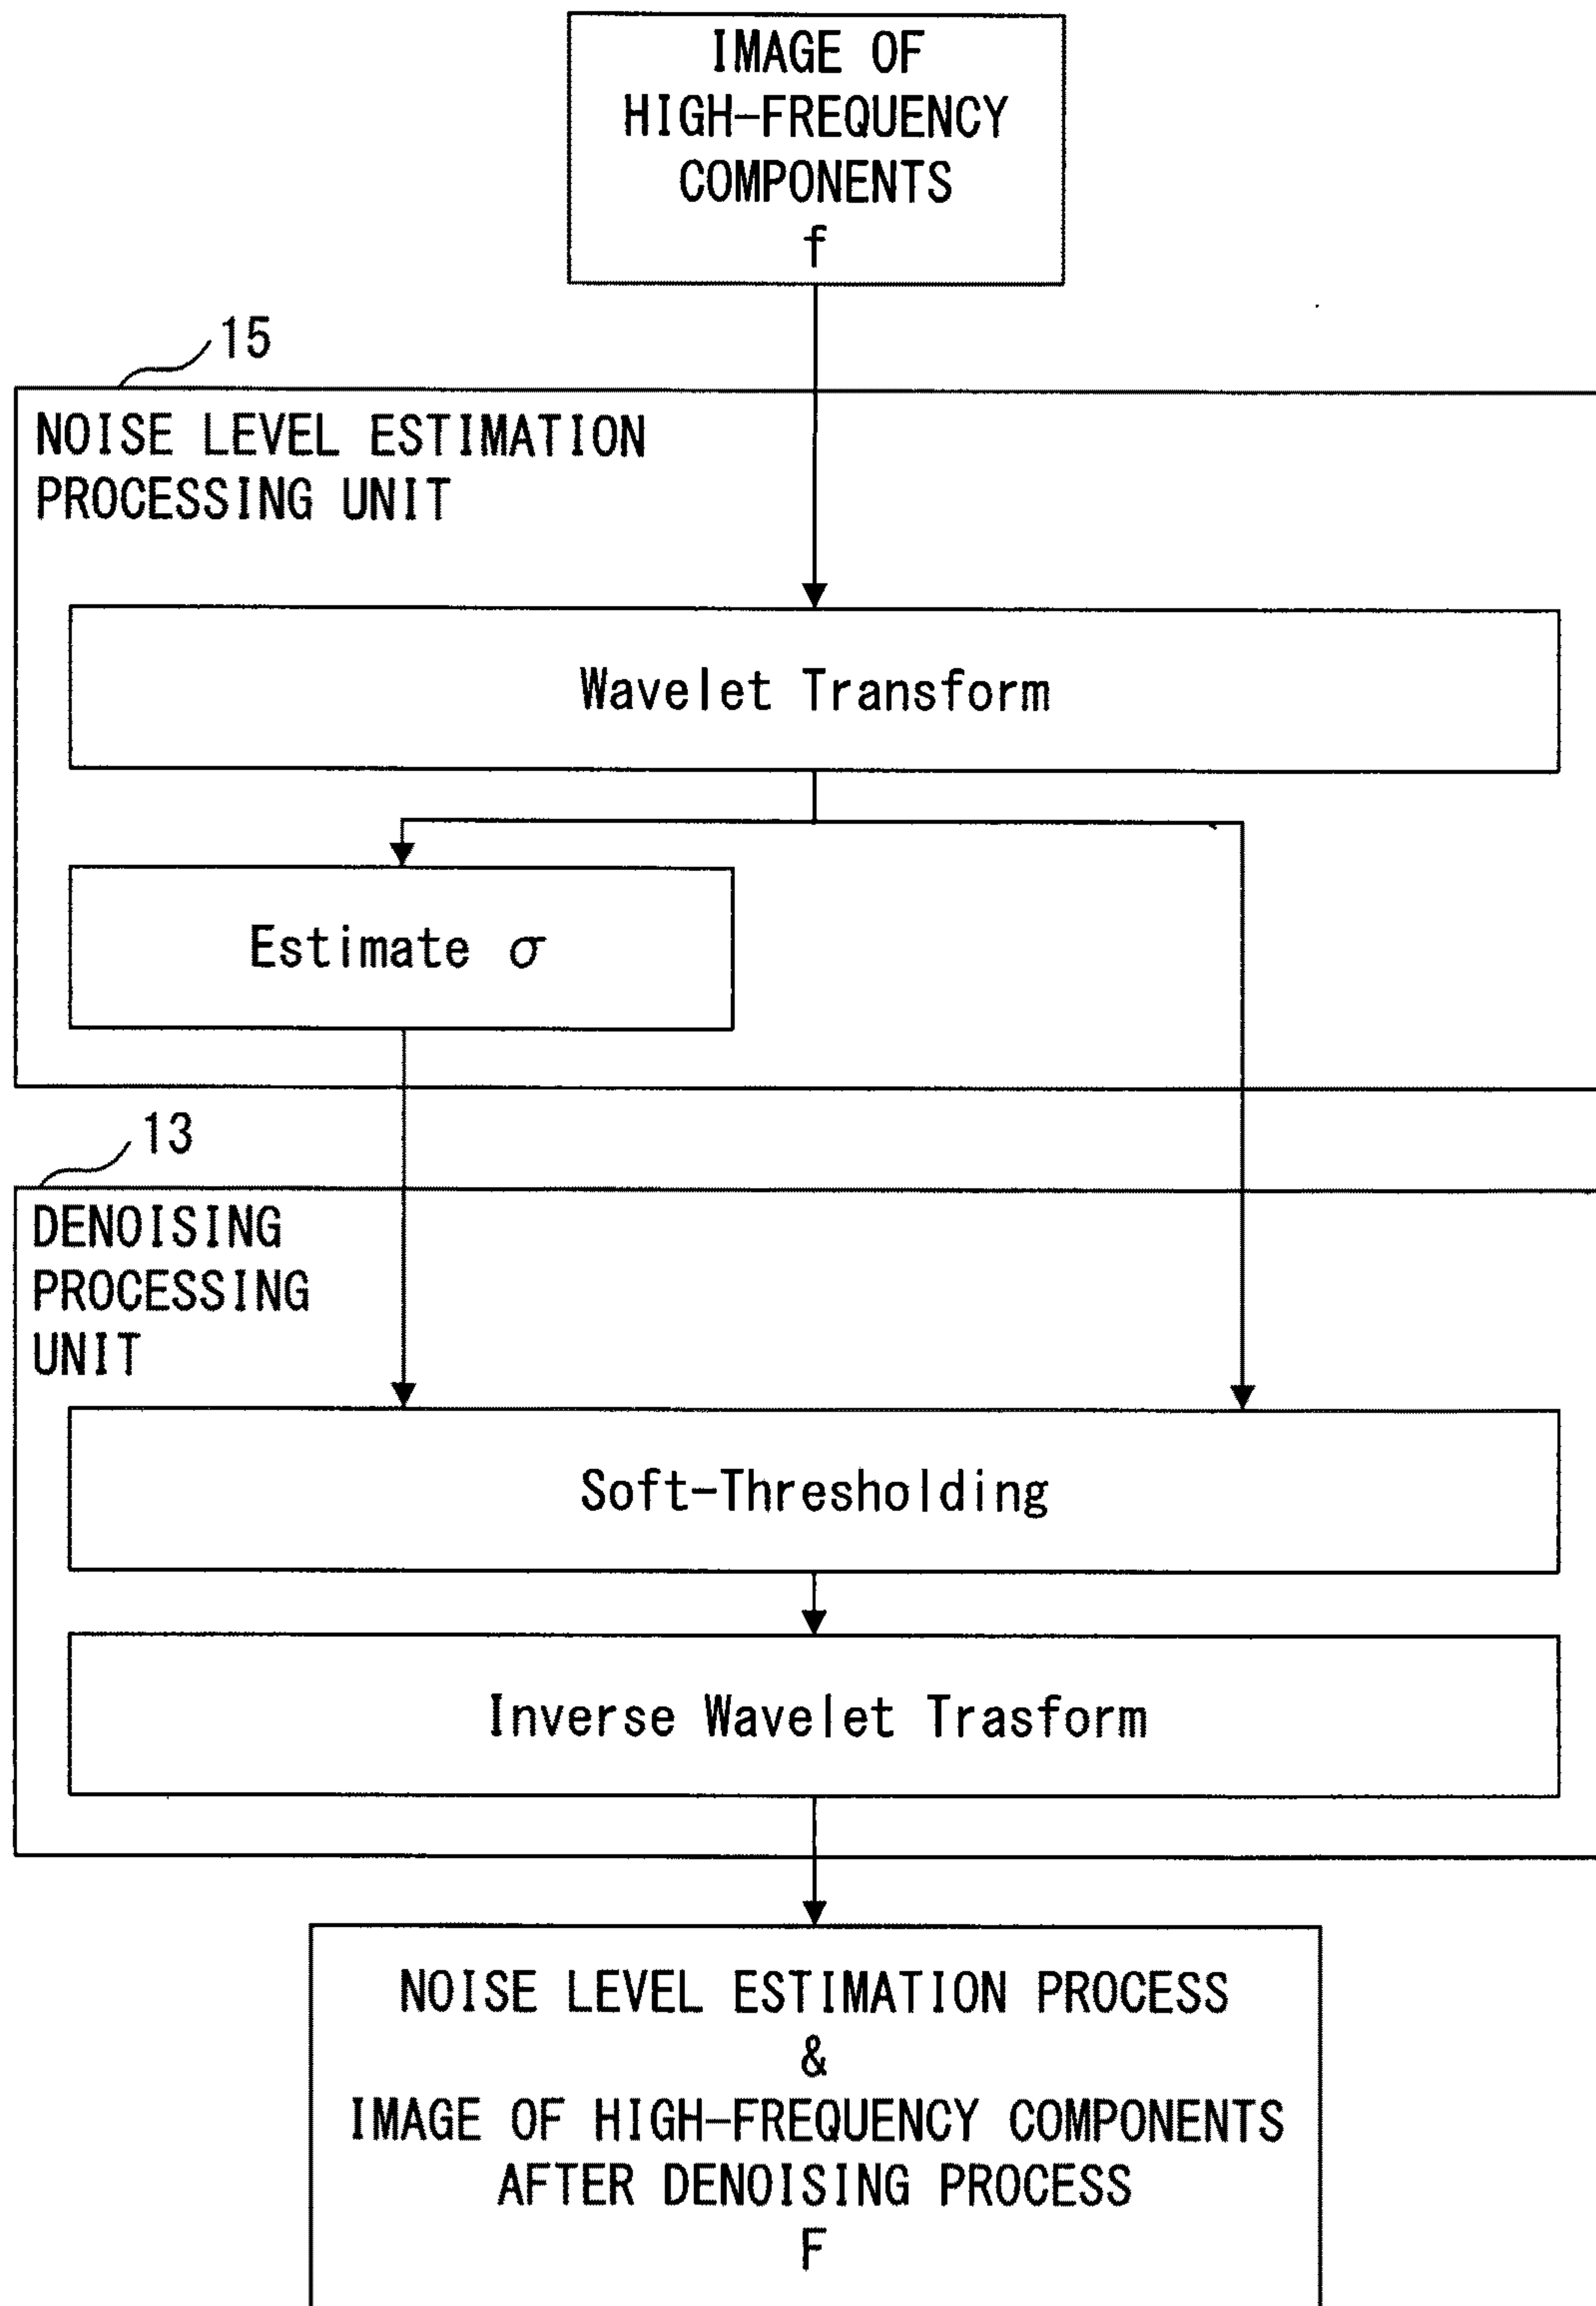 IMAGE OF
HIGH-FREQUENCY
COMPONENTS
f
15
NOISE LEVEL ESTIMATION
PROCESSING UNIT
Wavelet Transform
Estimate σ
13
DENOISING
PROCESSING
UNIT
Soft-Thresholding
Inverse Wavelet Trasform
NOISE LEVEL ESTIMATION PROCESS
&
IMAGE OF HIGH-FREQUENCY COMPONENTS
AFTER DENOISING PROCESS
F